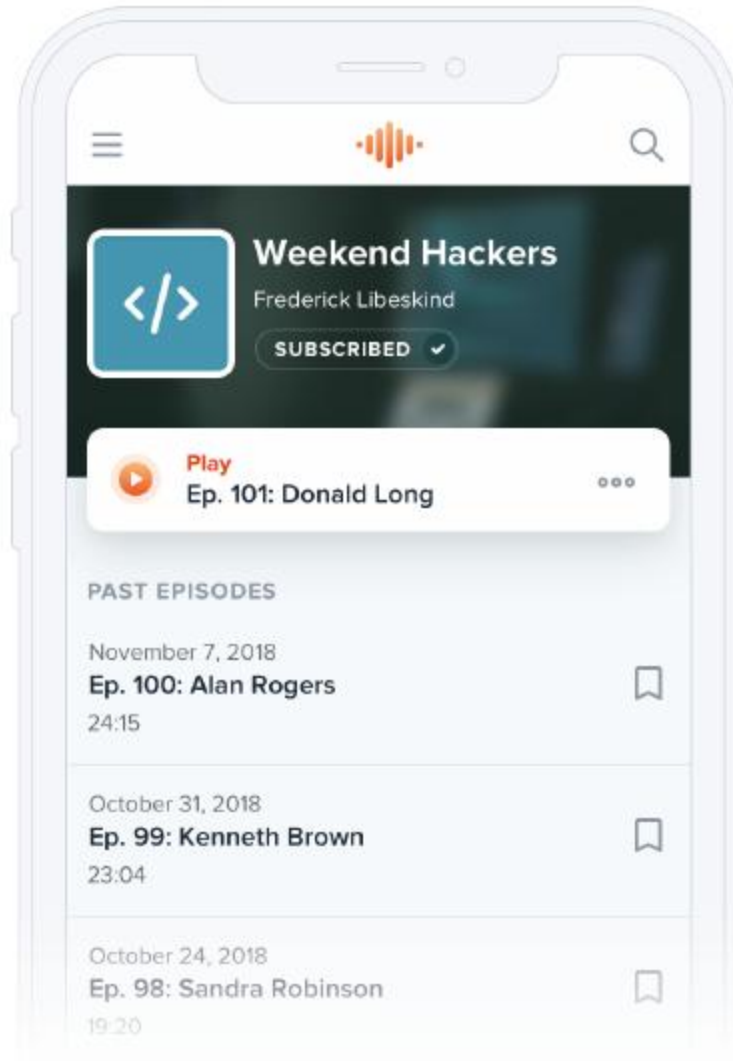 Weekend Hackers
Frederick Libeskind
SUBSCRIBED
Play
Ep. 101: Donald Long
PAST EPISODES
November 7, 2018
Ep. 100: Alan Rogers
24:15
October 31, 2018
Ep. 99: Kenneth Brown
23:04
October 24, 2018
Ep. 98: Sandra Robinson
19:20